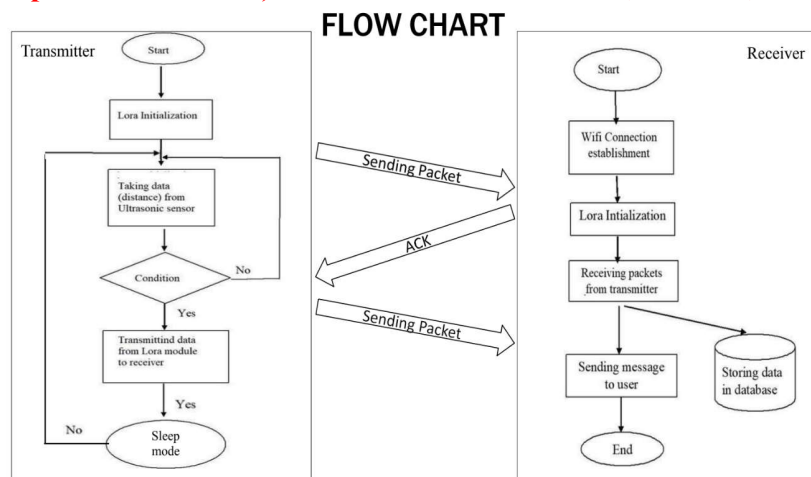 FLOW CHART
Transmitter
Start
Lora Initialization
Taking data
(distance) from
Ultrasonic sensor
Condition
No
Yes
Transmittind data
from Lora module
to receiver
Yes
No
Sleep
mode
Sending Packet
ACK
Sending Packet
Receiver
Start
Wifi Connection
establishment
Lora Intialization
Receiving packets
from transmitter
Sending message
to user
Storing data
in database
End